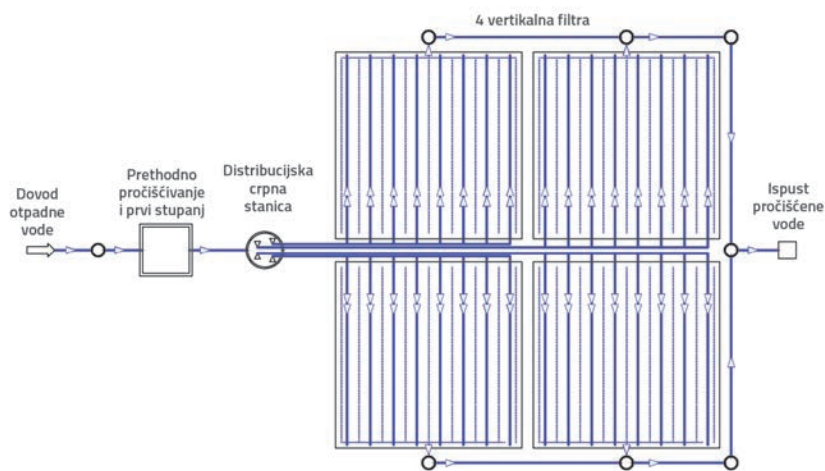 4 vertikalna filtra
Dovod
otpadne
vode
Prethodno
pročišćivanje
i prvi stupanj
Distribucijska
crpna
stanica
Ispust
pročišćene
vode